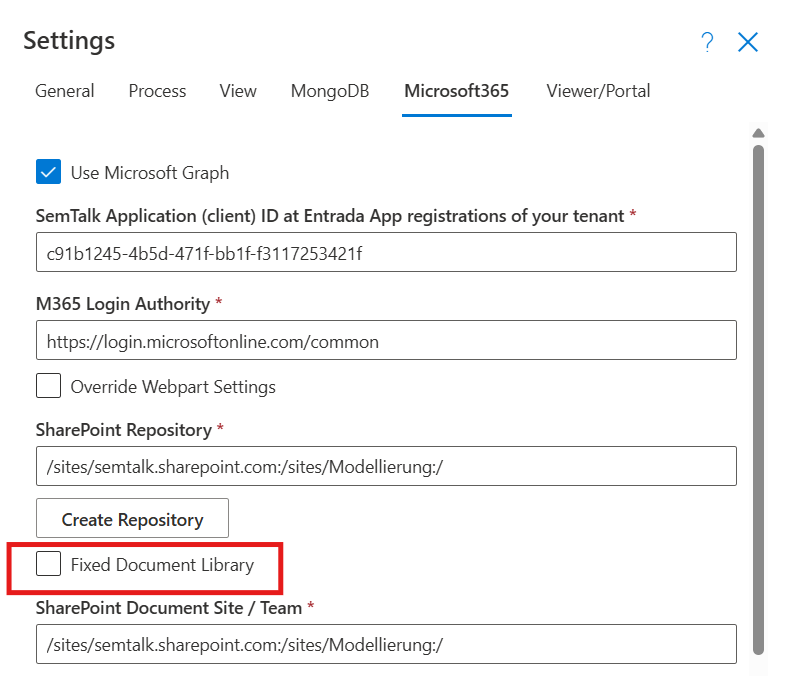 Settings
?
General Process View MongoDB Microsoft365 Viewer/Portal
Use Microsoft Graph
SemTalk Application (client) ID at Entrada App registrations of your tenant *
c91b1245-4b5d-471f-bb1f-f3117253421f
M365 Login Authority *
https://login.microsoftonline.com/common
Override Webpart Settings
SharePoint Repository *
/sites/semtalk.sharepoint.com:/sites/Modellierung:/
Create Repository
Fixed Document Library
SharePoint Document Site / Team *
/sites/semtalk.sharepoint.com:/sites/Modellierung:/